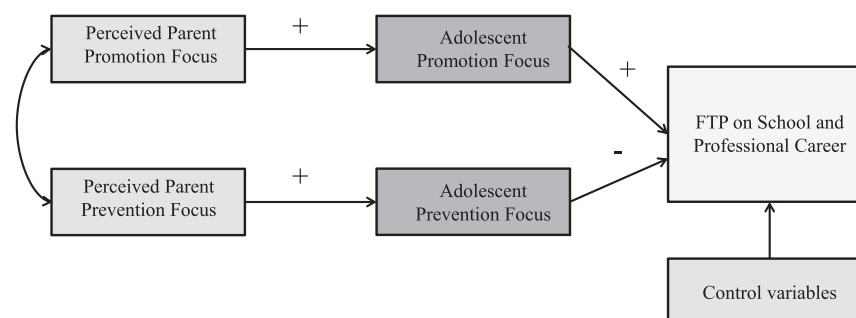 Perceived Parent
Promotion Focus
+
Adolescent
Promotion Focus
+
FTP on School and
Professional Career
-
Perceived Parent
Prevention Focus
+
Adolescent
Prevention Focus
Control variables